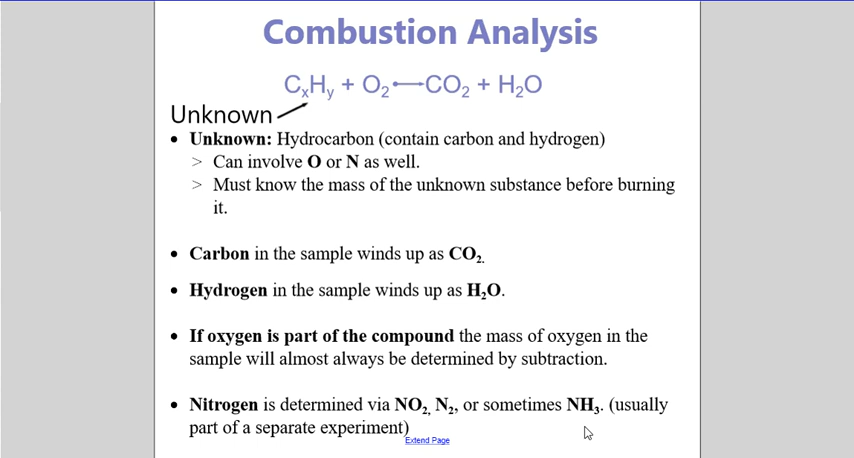 Combustion Analysis
CₓHᵧ + O₂ → CO₂ + H₂O
Unknown
• Unknown: Hydrocarbon (contain carbon and hydrogen)
> Can involve O or N as well.
> Must know the mass of the unknown substance before burning
it.
• Carbon in the sample winds up as CO₂.
• Hydrogen in the sample winds up as H₂O.
• If oxygen is part of the compound the mass of oxygen in the
sample will almost always be determined by subtraction.
• Nitrogen is determined via NO₂, N₂, or sometimes NH₃. (usually
part of a separate experiment)
Extend Page